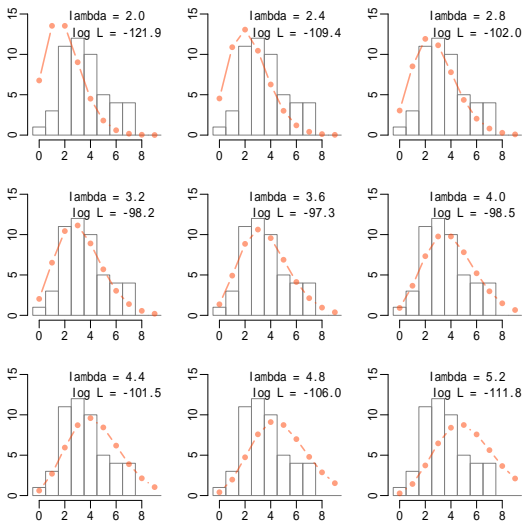 lambda = 2.0
log L = -121.9
lambda = 2.4
log L = -109.4
lambda = 2.8
log L = -102.0
0 5 10 15
0 2 4 6 8
0 5 10 15
0 2 4 6 8
0 5 10 15
0 2 4 6 8
lambda = 3.2
log L = -98.2
lambda = 3.6
log L = -97.3
lambda = 4.0
log L = -98.5
0 5 10 15
0 2 4 6 8
0 5 10 15
0 2 4 6 8
0 5 10 15
0 2 4 6 8
lambda = 4.4
log L = -101.5
lambda = 4.8
log L = -106.0
lambda = 5.2
log L = -111.8
0 5 10 15
0 2 4 6 8
0 5 10 15
0 2 4 6 8
0 5 10 15
0 2 4 6 8